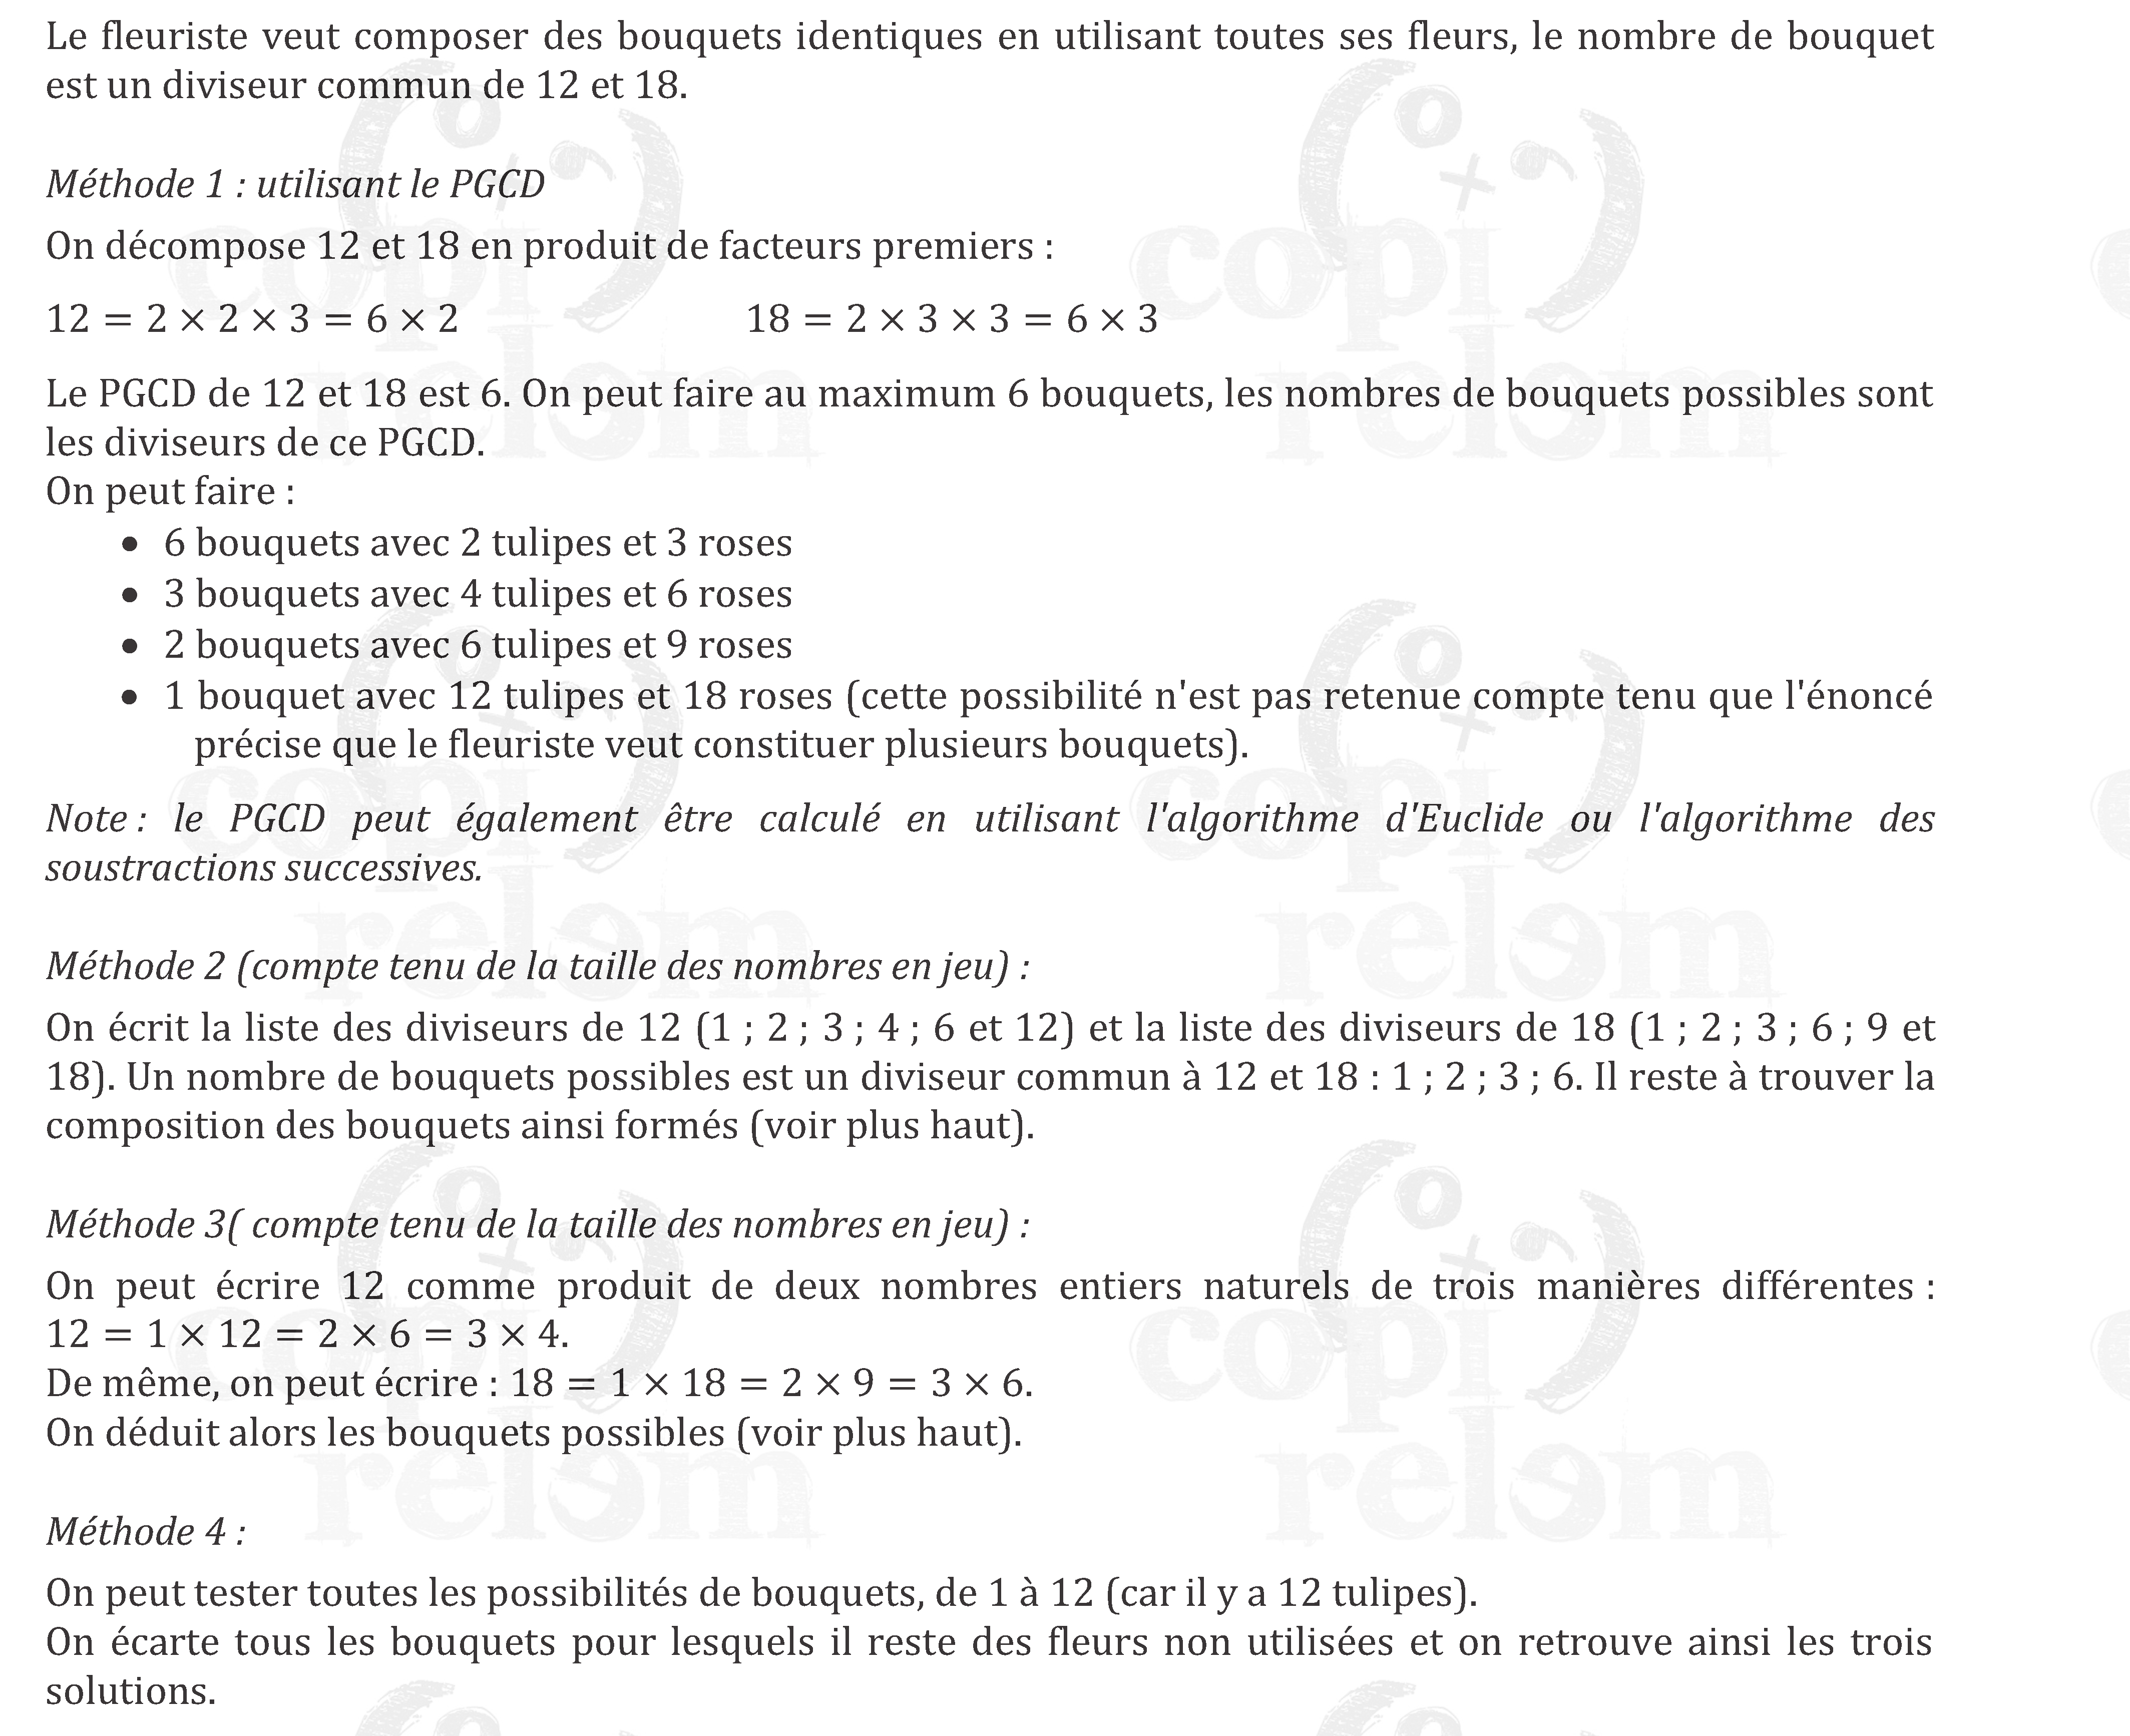 Le fleuriste veut composer des bouquets identiques en utilisant toutes ses fleurs, le nombre de bouquet
est un diviseur commun de 12 et 18.
Méthode 1 : utilisant le PGCD
On décompose 12 et 18 en produit de facteurs premiers :
12 = 2 × 2 × 3 = 6 × 2 18 = 2 × 3 × 3 = 6 × 3
Le PGCD de 12 et 18 est 6. On peut faire au maximum 6 bouquets, les nombres de bouquets possibles sont
les diviseurs de ce PGCD.
On peut faire :
• 6 bouquets avec 2 tulipes et 3 roses
• 3 bouquets avec 4 tulipes et 6 roses
• 2 bouquets avec 6 tulipes et 9 roses
• 1 bouquet avec 12 tulipes et 18 roses (cette possibilité n'est pas retenue compte tenu que l'énoncé
précise que le fleuriste veut constituer plusieurs bouquets).
Note : le PGCD peut également être calculé en utilisant l'algorithme d'Euclide ou l'algorithme des
soustractions successives.
Méthode 2 (compte tenu de la taille des nombres en jeu) :
On écrit la liste des diviseurs de 12 (1 ; 2 ; 3 ; 4 ; 6 et 12) et la liste des diviseurs de 18 (1 ; 2 ; 3 ; 6 ; 9 et
18). Un nombre de bouquets possibles est un diviseur commun à 12 et 18 : 1 ; 2 ; 3 ; 6. Il reste à trouver la
composition des bouquets ainsi formés (voir plus haut).
Méthode 3( compte tenu de la taille des nombres en jeu) :
On peut écrire 12 comme produit de deux nombres entiers naturels de trois manières différentes :
12 = 1 × 12 = 2 × 6 = 3 × 4.
De même, on peut écrire : 18 = 1 × 18 = 2 × 9 = 3 × 6.
On déduit alors les bouquets possibles (voir plus haut).
Méthode 4 :
On peut tester toutes les possibilités de bouquets, de 1 à 12 (car il y a 12 tulipes).
On écarte tous les bouquets pour lesquels il reste des fleurs non utilisées et on retrouve ainsi les trois
solutions.
copi
relem